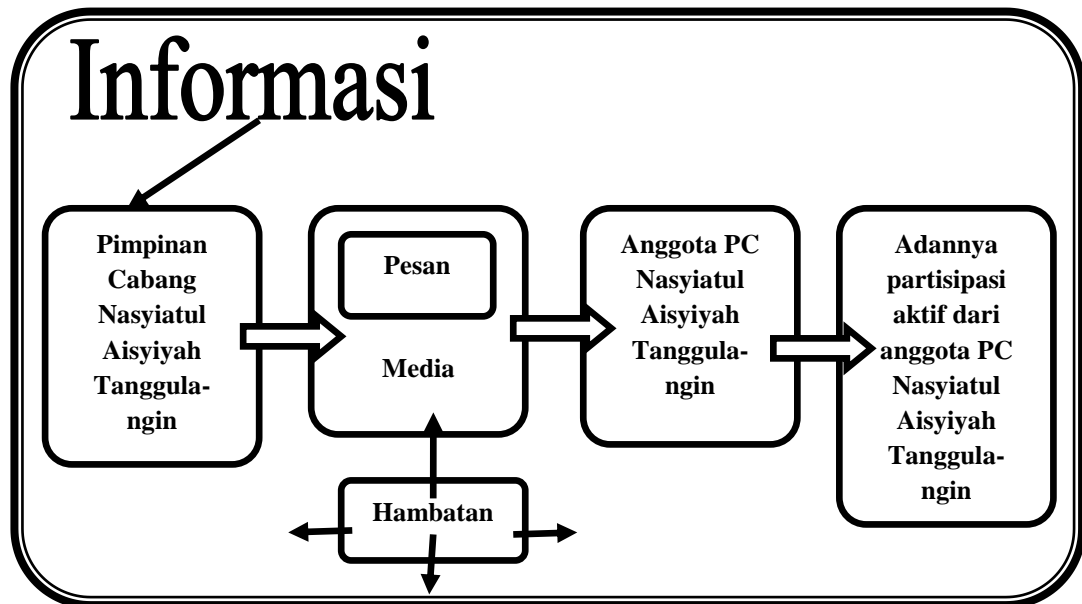 Informasi
Pimpinan
Cabang
Nasyiatul
Aisyiyah
Tanggula-
ngin
Pesan
Media
Hambatan
Anggota PC
Nasyiatul
Aisyiyah
Tanggula-
ngin
Adannya
partisipasi
aktif dari
anggota PC
Nasyiatul
Aisyiyah
Tanggula-
ngin